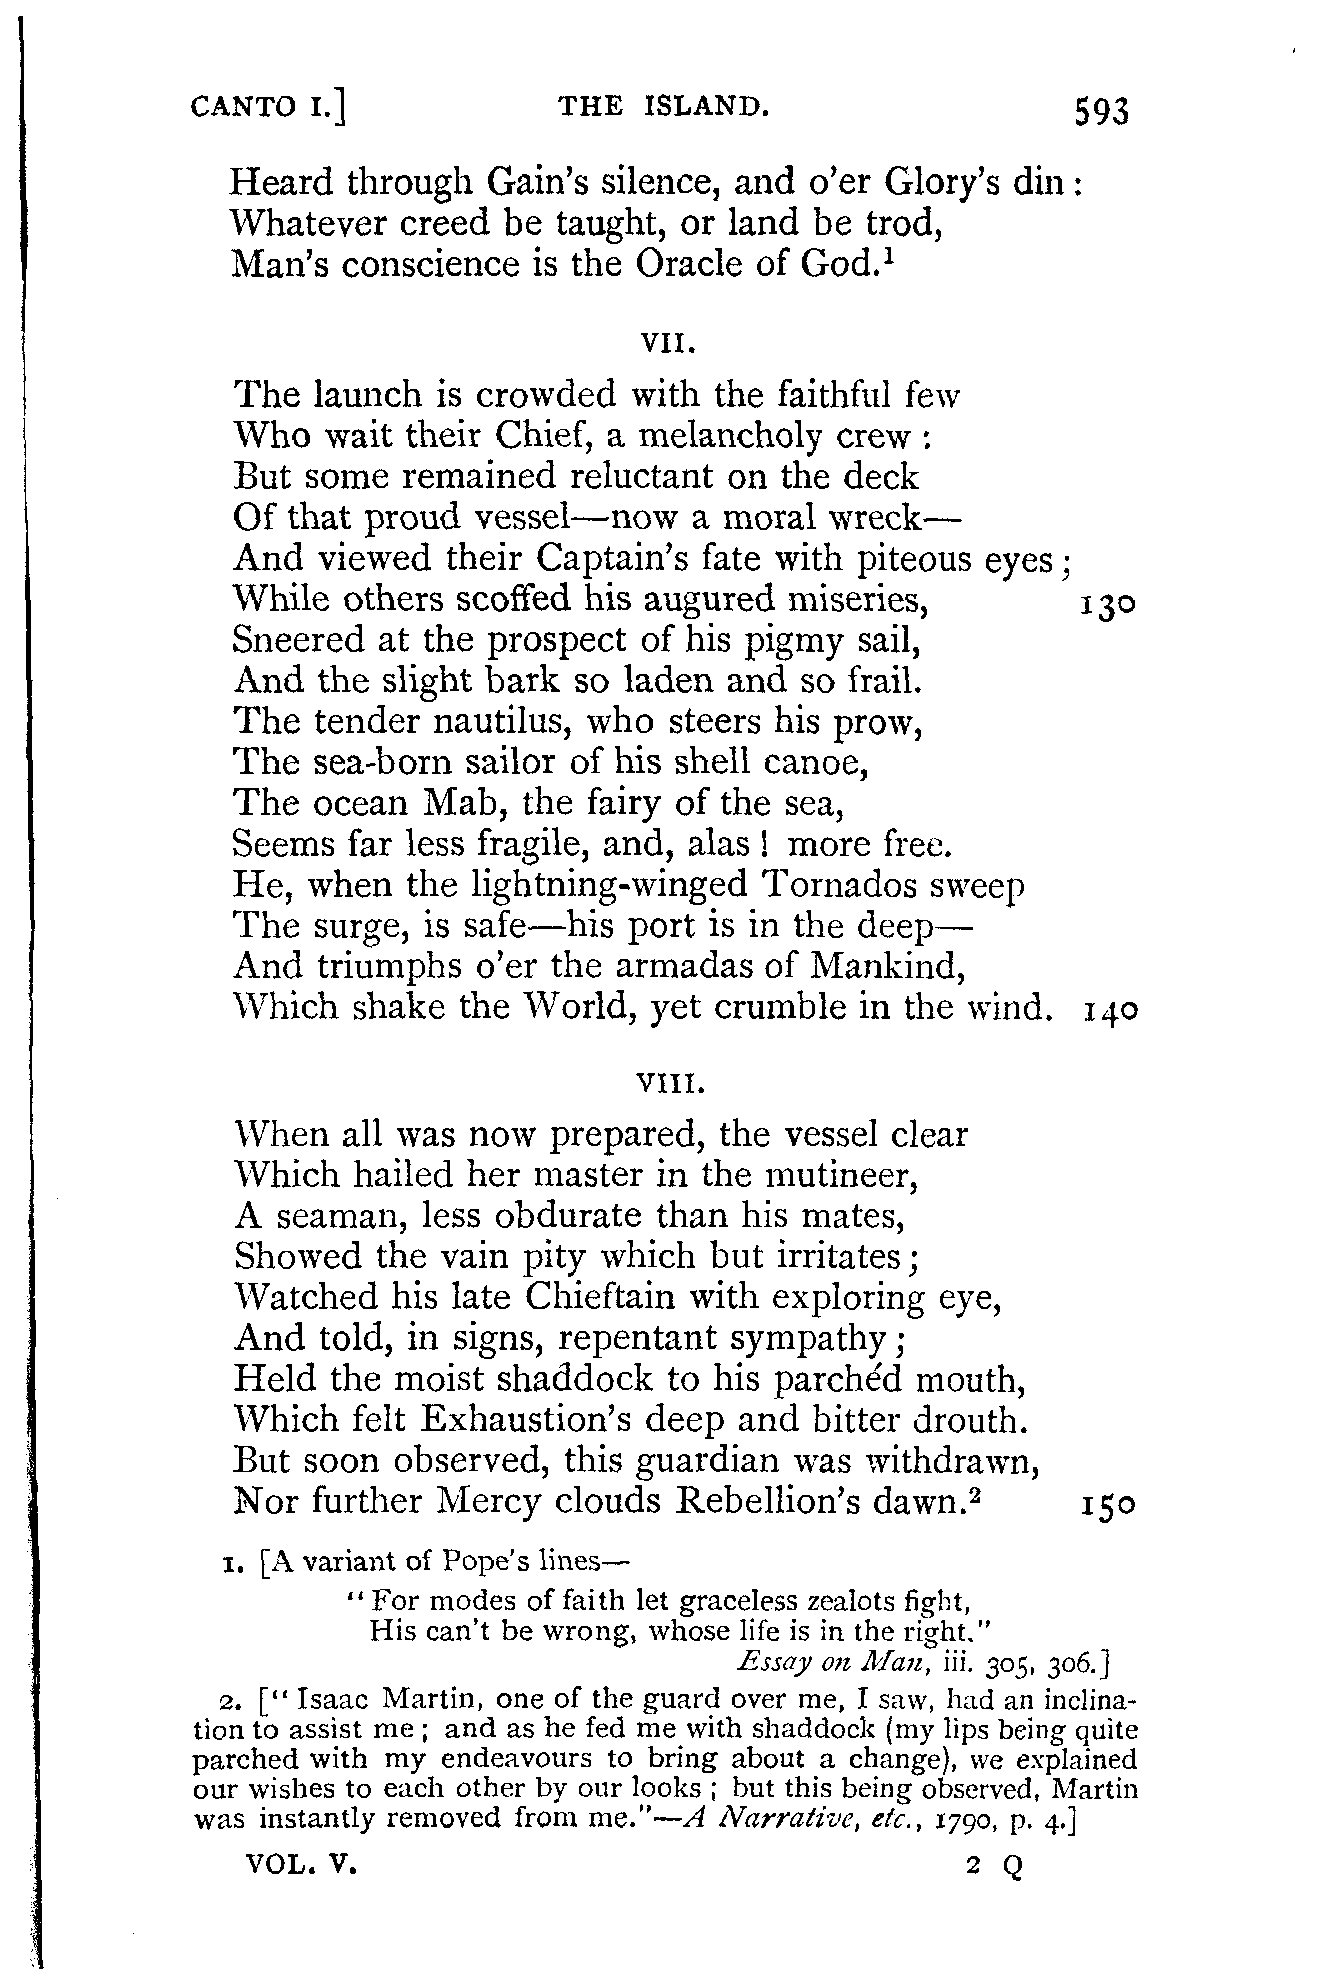 CANTO I.] THE ISLAND. 593
Heard through Gain's silence, and o'er Glory's din :
Whatever creed be taught, or land be trod,
Man's conscience is the Oracle of God.¹
VII.
The launch is crowded with the faithful few
Who wait their Chief, a melancholy crew :
But some remained reluctant on the deck
Of that proud vessel—now a moral wreck—
And viewed their Captain's fate with piteous eyes ;
While others scoffed his augured miseries, 130
Sneered at the prospect of his pigmy sail,
And the slight bark so laden and so frail.
The tender nautilus, who steers his prow,
The sea-born sailor of his shell canoe,
The ocean Mab, the fairy of the sea,
Seems far less fragile, and, alas ! more free.
He, when the lightning-winged Tornados sweep
The surge, is safe—his port is in the deep—
And triumphs o'er the armadas of Mankind,
Which shake the World, yet crumble in the wind. 140
VIII.
When all was now prepared, the vessel clear
Which hailed her master in the mutineer,
A seaman, less obdurate than his mates,
Showed the vain pity which but irritates ;
Watched his late Chieftain with exploring eye,
And told, in signs, repentant sympathy ;
Held the moist shaddock to his parchéd mouth,
Which felt Exhaustion's deep and bitter drouth.
But soon observed, this guardian was withdrawn,
Nor further Mercy clouds Rebellion's dawn.² 150
1. [A variant of Pope's lines—
"For modes of faith let graceless zealots fight,
His can't be wrong, whose life is in the right."
Essay on Man, iii. 305, 306.]
2. ["Isaac Martin, one of the guard over me, I saw, had an inclina-
tion to assist me ; and as he fed me with shaddock (my lips being quite
parched with my endeavours to bring about a change), we explained
our wishes to each other by our looks ; but this being observed, Martin
was instantly removed from me."—A Narrative, etc., 1790, p. 4.]
VOL. V. 2 Q